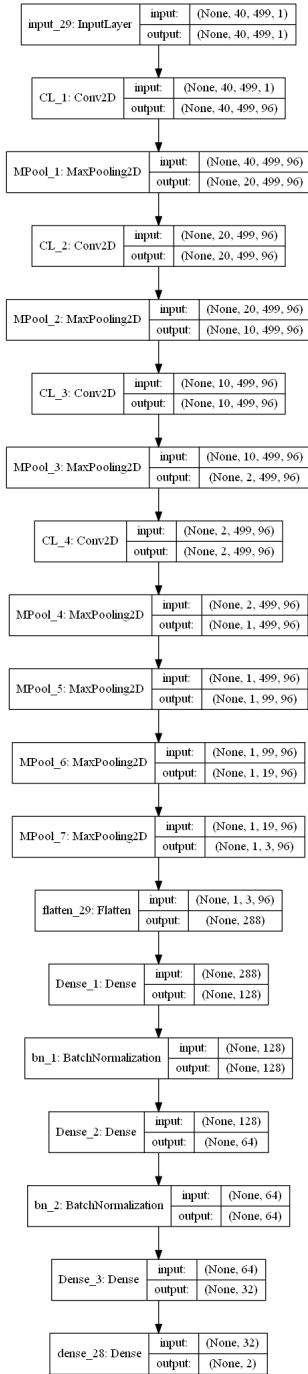 input_29: InputLayer input: (None, 40, 499, 1)
output: (None, 40, 499, 1)
CL_1: Conv2D input: (None, 40, 499, 1)
output: (None, 40, 499, 96)
MPool_1: MaxPooling2D input: (None, 40, 499, 96)
output: (None, 20, 499, 96)
CL_2: Conv2D input: (None, 20, 499, 96)
output: (None, 20, 499, 96)
MPool_2: MaxPooling2D input: (None, 20, 499, 96)
output: (None, 10, 499, 96)
CL_3: Conv2D input: (None, 10, 499, 96)
output: (None, 10, 499, 96)
MPool_3: MaxPooling2D input: (None, 10, 499, 96)
output: (None, 2, 499, 96)
CL_4: Conv2D input: (None, 2, 499, 96)
output: (None, 2, 499, 96)
MPool_4: MaxPooling2D input: (None, 2, 499, 96)
output: (None, 1, 499, 96)
MPool_5: MaxPooling2D input: (None, 1, 499, 96)
output: (None, 1, 99, 96)
MPool_6: MaxPooling2D input: (None, 1, 99, 96)
output: (None, 1, 19, 96)
MPool_7: MaxPooling2D input: (None, 1, 19, 96)
output: (None, 1, 3, 96)
flatten_29: Flatten input: (None, 1, 3, 96)
output: (None, 288)
Dense_1: Dense input: (None, 288)
output: (None, 128)
bn_1: BatchNormalization input: (None, 128)
output: (None, 128)
Dense_2: Dense input: (None, 128)
output: (None, 64)
bn_2: BatchNormalization input: (None, 64)
output: (None, 64)
Dense_3: Dense input: (None, 64)
output: (None, 32)
dense_28: Dense input: (None, 32)
output: (None, 2)